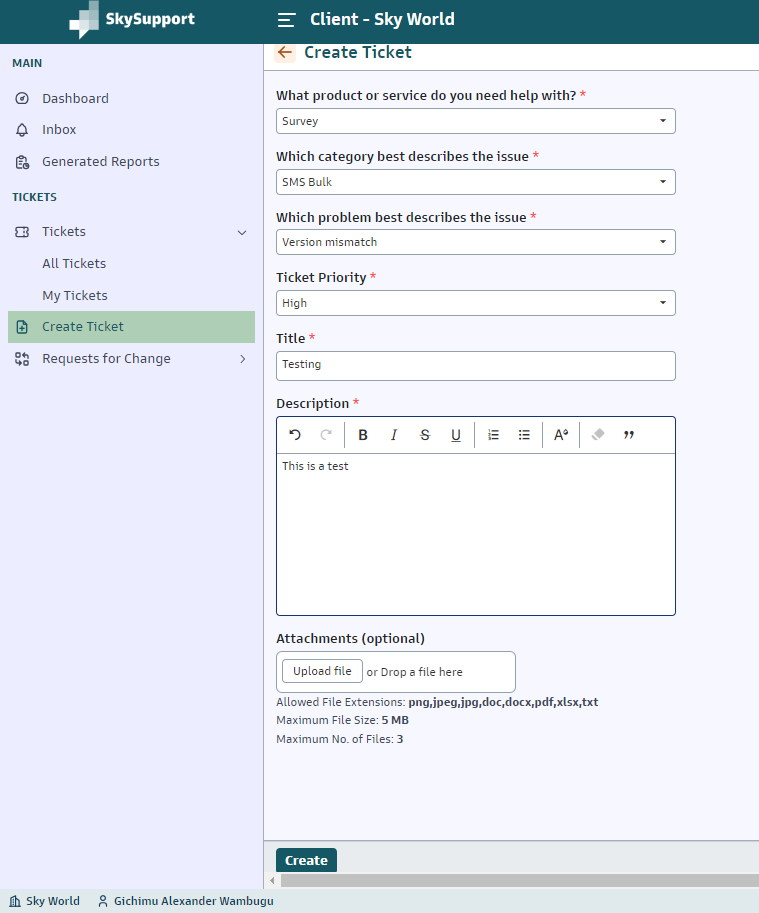 SkySupport
Client - Sky World
MAIN
Dashboard
Inbox
Generated Reports
TICKETS
Tickets
All Tickets
My Tickets
Create Ticket
Requests for Change
Create Ticket
What product or service do you need help with? *
Survey
Which category best describes the issue *
SMS Bulk
Which problem best describes the issue *
Version mismatch
Ticket Priority *
High
Title *
Testing
Description *
B I S U A
This is a test
Attachments (optional)
Upload file or Drop a file here
Allowed File Extensions: png,jpeg,jpg,doc,docx,pdf,xlsx,txt
Maximum File Size: 5 MB
Maximum No. of Files: 3
Create
Sky World Gichimu Alexander Wambugu